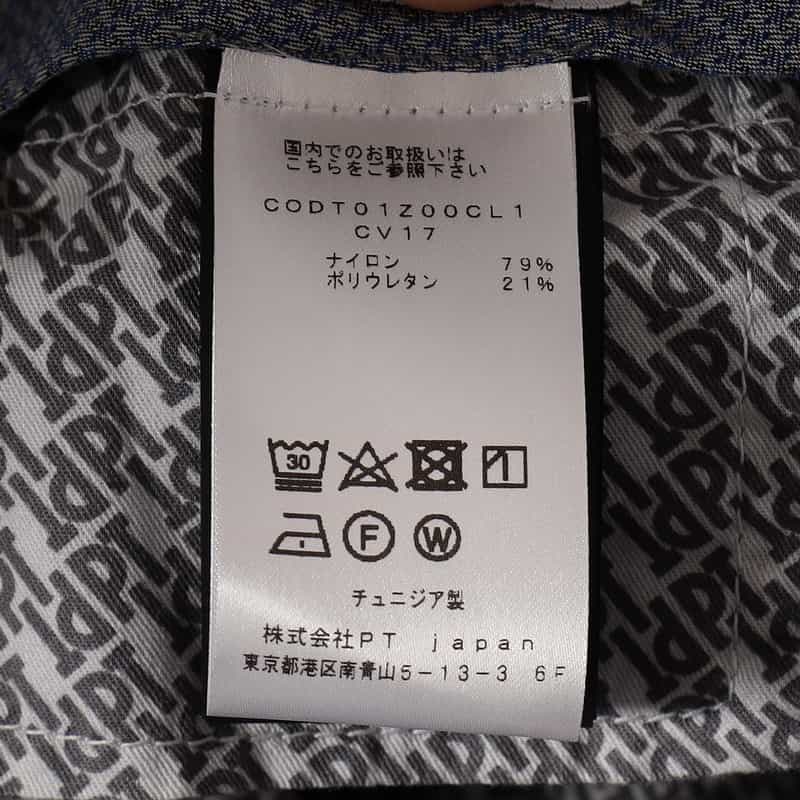 国内でのお取扱いは
こちらをご参照下さい
CODT01Z00CL1
CV17
ナイロン 79%
ポリウレタン 21%
30
F W
チュニジア製
株式会社PT japan
東京都港区南青山5-13-3 6F